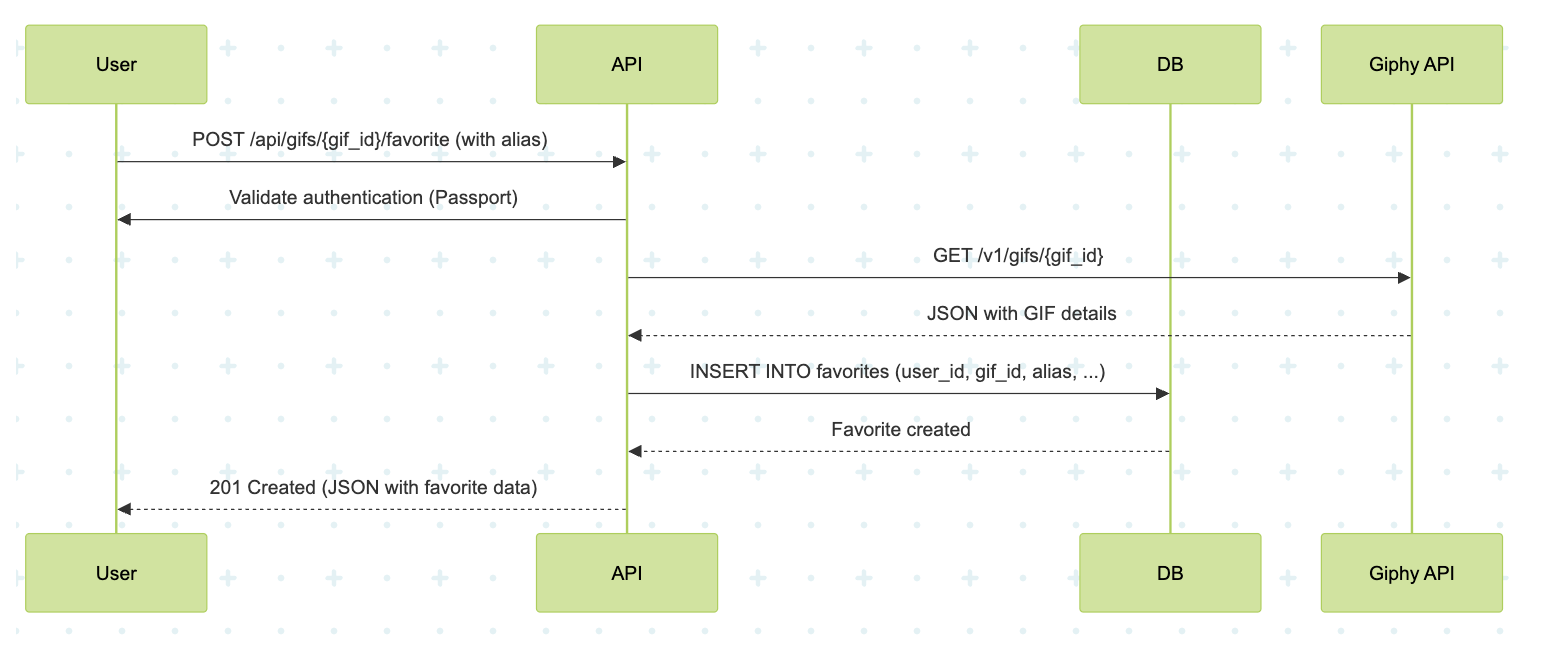 User
API
DB
Giphy API
POST /api/gifs/{gif_id}/favorite (with alias)
Validate authentication (Passport)
GET /v1/gifs/{gif_id}
JSON with GIF details
INSERT INTO favorites (user_id, gif_id, alias, ...)
Favorite created
201 Created (JSON with favorite data)
User
API
DB
Giphy API